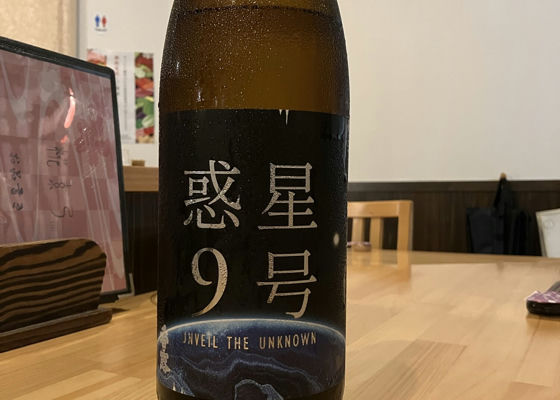 惑星
9号
UNVEIL THE UNKNOWN